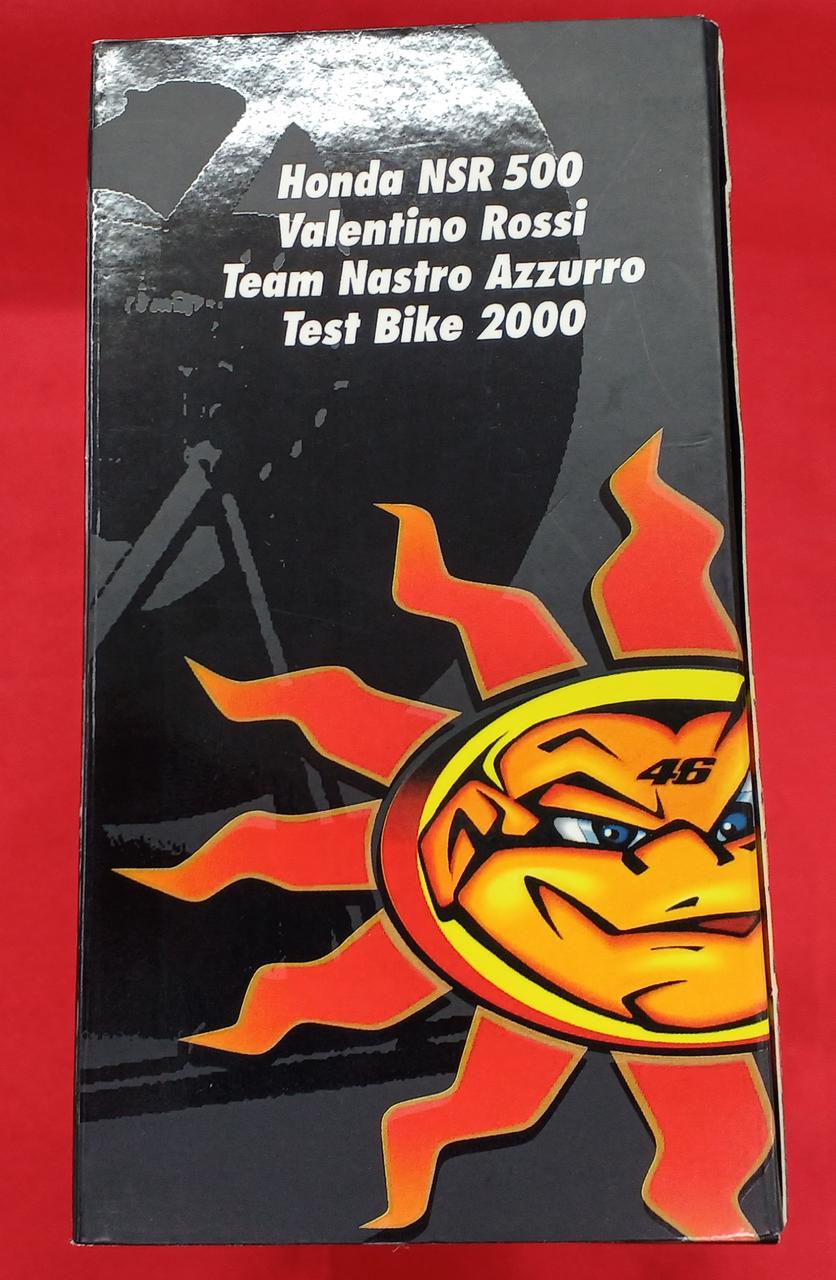 Honda NSR 500
Valentino Rossi
Team Nastro Azzurro
Test Bike 2000
46